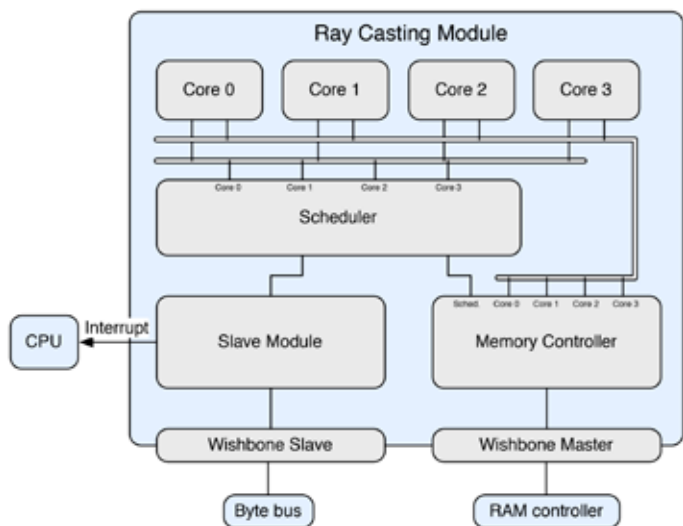 Ray Casting Module
Core 0 Core 1 Core 2 Core 3
Core 0 Core 1 Core 2 Core 3
Scheduler
Sched. Core 0 Core 1 Core 2 Core 3
CPU Interrupt Slave Module Memory Controller
Wishbone Slave Wishbone Master
Byte bus RAM controller